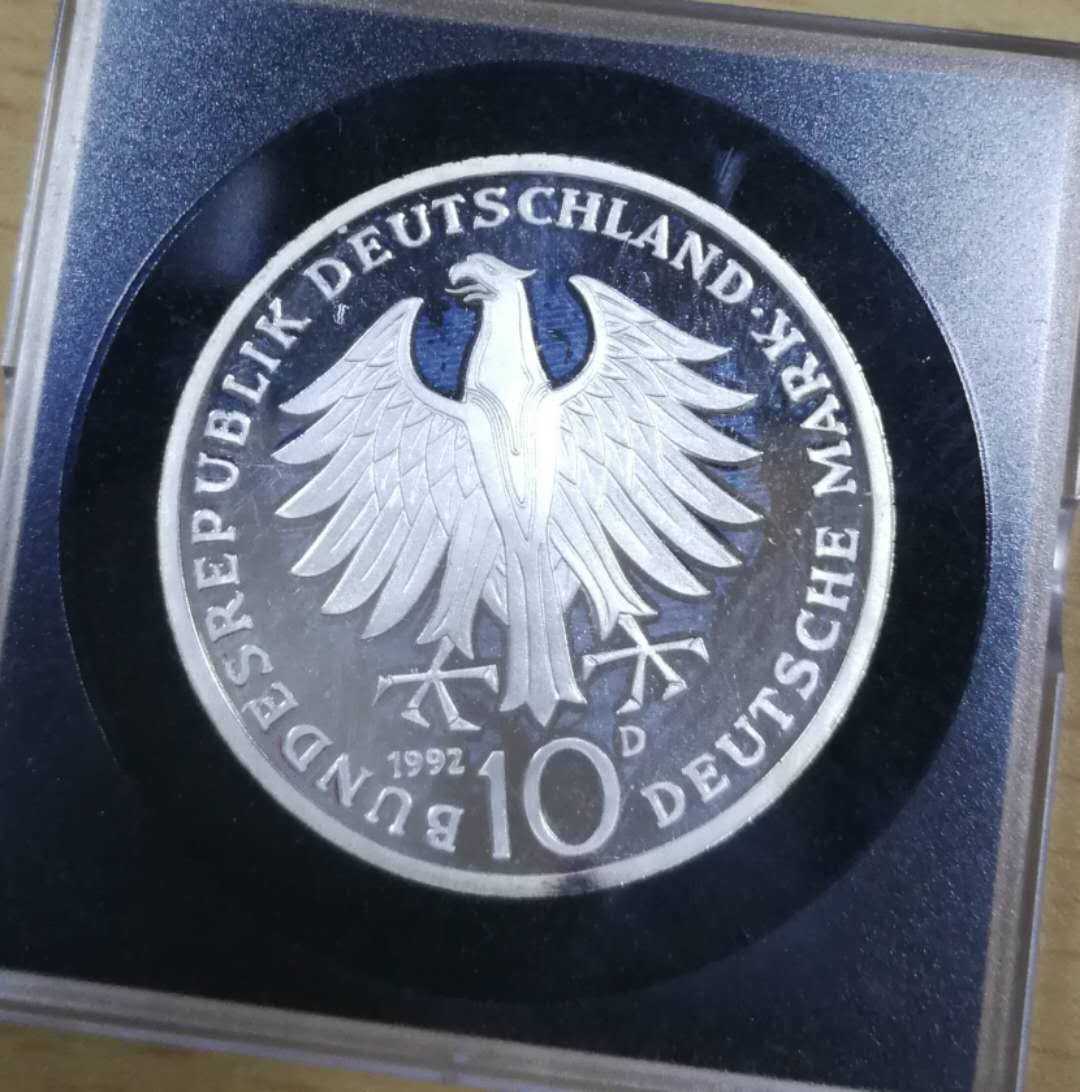 BUNDESREPUBLIK DEUTSCHLAND · DEUTSCHE MARK
1992 10 D